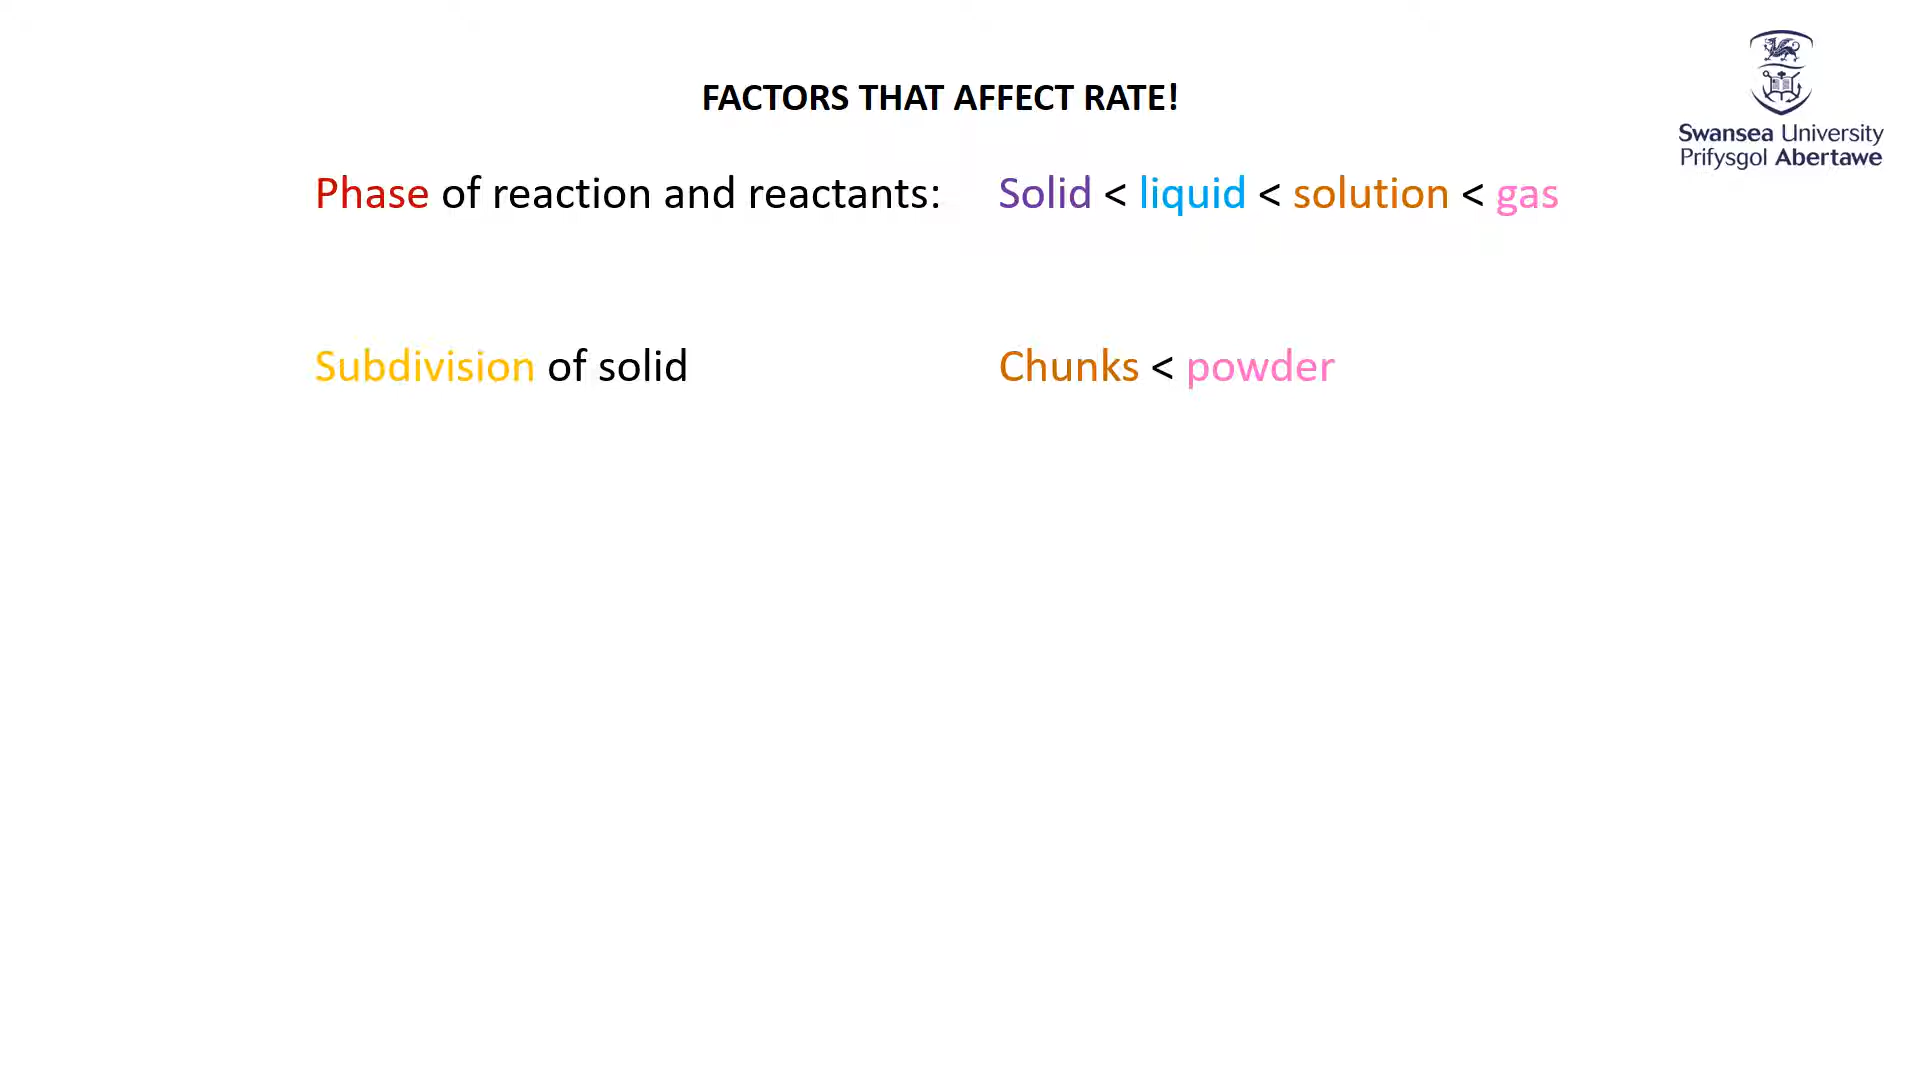 FACTORS THAT AFFECT RATE!
Swansea University
Prifysgol Abertawe
Phase of reaction and reactants: Solid < liquid < solution < gas
Subdivision of solid Chunks < powder